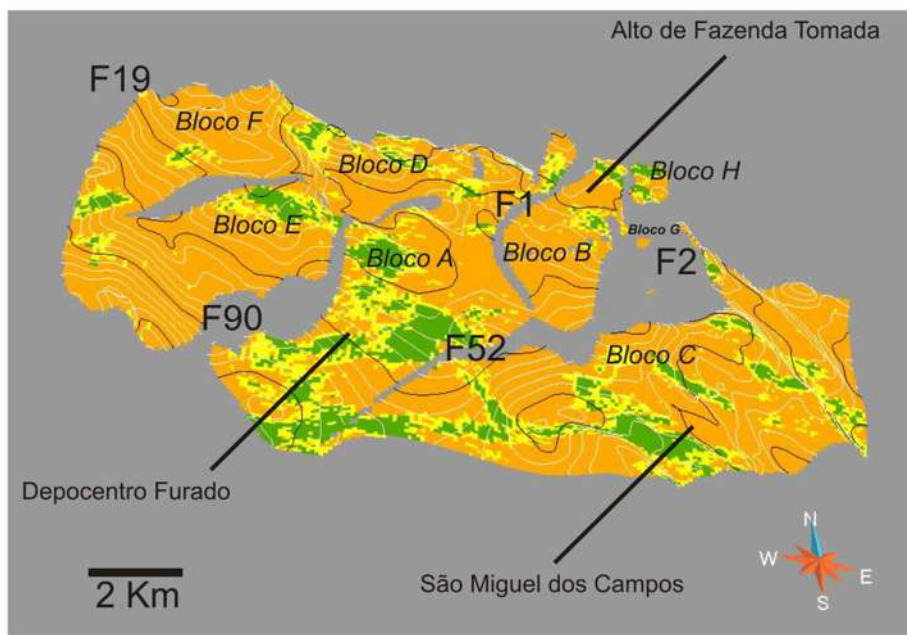 Alto de Fazenda Tomada
F19
Bloco F
Bloco D
Bloco H
F1
Bloco E
Bloco G
Bloco A
Bloco B
F2
F90
F52
Bloco C
Depocentro Furado
São Miguel dos Campos
2 Km
N
W
E
S